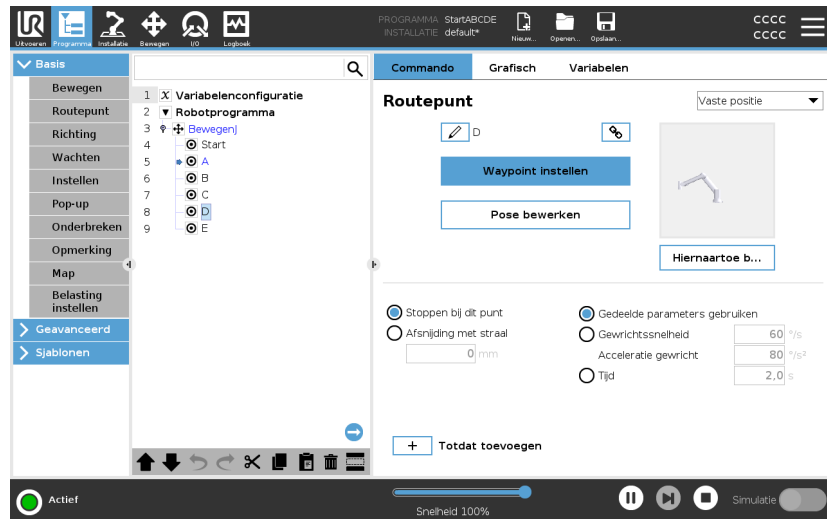 PROGRAMMA StartABCDE
INSTALLATIE default*
Uitvoeren Programma Installatie Bewegen I/O Logboek
Nieuw... Openen... Opslaan...
CCCC
CCCC
Basis
Bewegen
Routepunt
Richting
Wachten
Instellen
Pop-up
Onderbreken
Opmerking
Map
Belasting
instellen
Geavanceerd
Sjablonen
1 X Variabelenconfiguratie
2 Robotprogramma
3 BewegenJ
4 Start
5 A
6 B
7 C
8 D
9 E
Commando Grafisch Variabelen
Routepunt
Vaste positie
D
Waypoint instellen
Pose bewerken
Hiernaartoe b...
Stoppen bij dit punt
Afsnijding met straal
0 mm
Gedeelde parameters gebruiken
Gewrichtssnelheid 60 °/s
Acceleratie gewricht 80 °/s²
Tijd 2,0 s
+ Totdat toevoegen
Actief
Snelheid 100%
Simulatie